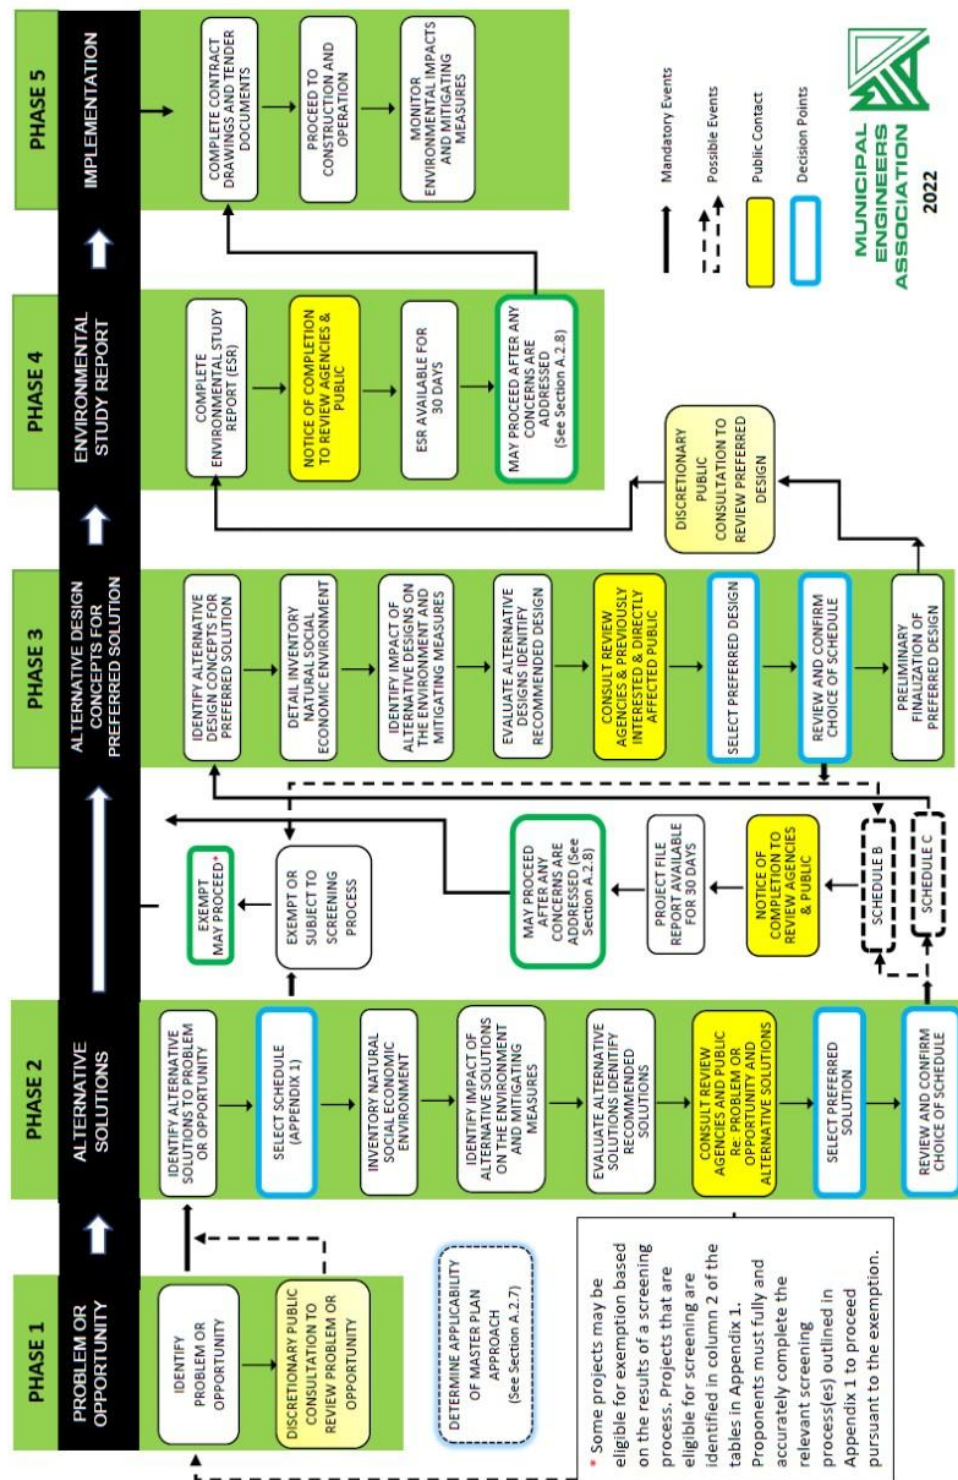 PHASE 1
PROBLEM OR
OPPORTUNITY
IDENTIFY
PROBLEM OR
OPPORTUNITY
DISCRETIONARY PUBLIC
CONSULTATION TO
REVIEW PROBLEM OR
OPPORTUNITY
DETERMINE APPLICABILITY
OF MASTER PLAN
APPROACH
(See Section A.2.7)
* Some projects may be
eligible for exemption based
on the results of a screening
process. Projects that are
eligible for screening are
identified in column 2 of the
tables in Appendix 1.
Proponents must fully and
accurately complete the
relevant screening
process(es) outlined in
Appendix 1 to proceed
pursuant to the exemption.
PHASE 2
ALTERNATIVE
SOLUTIONS
IDENTIFY ALTERNATIVE
SOLUTIONS TO PROBLEM
OR OPPORTUNITY
SELECT SCHEDULE
(APPENDIX 1)
INVENTORY NATURAL
SOCIAL ECONOMIC
ENVIRONMENT
IDENTIFY IMPACT OF
ALTERNATIVE SOLUTIONS
ON THE ENVIRONMENT
AND MITIGATING
MEASURES
EVALUATE ALTERNATIVE
SOLUTIONS IDENITIFY
RECOMMENDED
SOLUTIONS
CONSULT REVIEW
AGENCIES AND PUBLIC
Re: PROBLEM OR
OPPORTUNITY AND
ALTERNATIVE SOLUTIONS
SELECT PREFERRED
SOLUTION
REVIEW AND CONFIRM
CHOICE OF SCHEDULE
EXEMPT
MAY PROCEED*
EXEMPT OR
SUBJECT TO
SCREENING
PROCESS
MAY PROCEED
AFTER ANY
CONCERNS ARE
ADDRESSED (See
Section A.2.8)
PROJECT FILE
REPORT AVAILABLE
FOR 30 DAYS
NOTICE OF
COMPLETION TO
REVIEW AGENCIES
& PUBLIC
SCHEDULE B
SCHEDULE C
PHASE 3
ALTERNATIVE DESIGN
CONCEPTS FOR
PREFERRED SOLUTION
IDENTIFY ALTERNATIVE
DESIGN CONCEPTS FOR
PREFERRED SOLUTION
DETAIL INVENTORY
NATURAL SOCIAL
ECONOMIC ENVIRONMENT
IDENTIFY IMPACT OF
ALTERNATIVE DESIGNS ON
THE ENVIRONMENT AND
MITIGATING MEASURES
EVALUATE ALTERNATIVE
DESIGNS IDEINITIFY
RECOMMENDED DESIGN
CONSULT REVIEW
AGENCIES & PREVIOUSLY
INTERESTED & DIRECTLY
AFFECTED PUBLIC
SELECT PREFERRED DESIGN
REVIEW AND CONFIRM
CHOICE OF SCHEDULE
PRELIMINARY
FINALIZATION OF
PREFERRED DESIGN
DISCRETIONARY
PUBLIC
CONSULTATION TO
REVIEW PREFERRED
DESIGN
PHASE 4
ENVIRONMENTAL
STUDY REPORT
COMPLETE
ENVIRONMENTAL STUDY
REPORT (ESR)
NOTICE OF COMPLETION
TO REVIEW AGENCIES &
PUBLIC
ESR AVAILABLE FOR
30 DAYS
MAY PROCEED AFTER ANY
CONCERNS ARE
ADDRESSED
(See Section A.2.8)
PHASE 5
IMPLEMENTATION
COMPLETE CONTRACT
DRAWINGS AND TENDER
DOCUMENTS
PROCEED TO
CONSTRUCTION AND
OPERATION
MONITOR
ENVIRONMENTAL IMPACTS
AND MITIGATING
MEASURES
Mandatory Events
Possible Events
Public Contact
Decision Points
MUNICIPAL
ENGINEERS
ASSOCIATION
2022